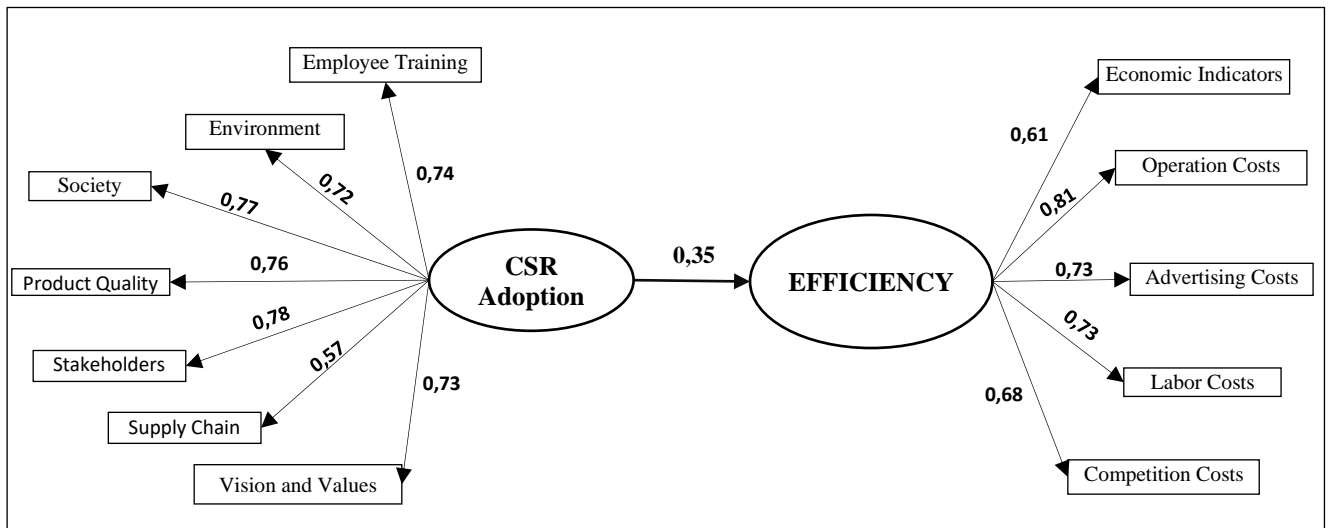 Employee Training
Environment
Society
Product Quality
Stakeholders
Supply Chain
Vision and Values
0,74
0,72
0,77
0,76
0,78
0,57
0,73
CSR
Adoption
0,35
EFFICIENCY
0,61
0,81
0,73
0,73
0,68
Economic Indicators
Operation Costs
Advertising Costs
Labor Costs
Competition Costs